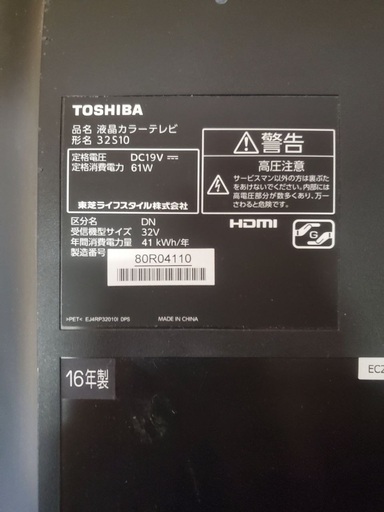 TOSHIBA
品名 液晶カラーテレビ
形名 32S10
定格電圧 DC19V ⎓
定格消費電力 61W
東芝ライフスタイル株式会社
警告
高圧注意
サービスマン以外の方は裏ぶた
をあけないでください。内部には
高電圧部分が数多くあり、万一
さわると危険です。
区分名 DN
受信機型サイズ 32V
年間消費電力量 41 kWh/年
製造番号
80R04110
HDMI
G
>PET< EJ4RP32010I DPS MADE IN CHINA
16年製
ECZ